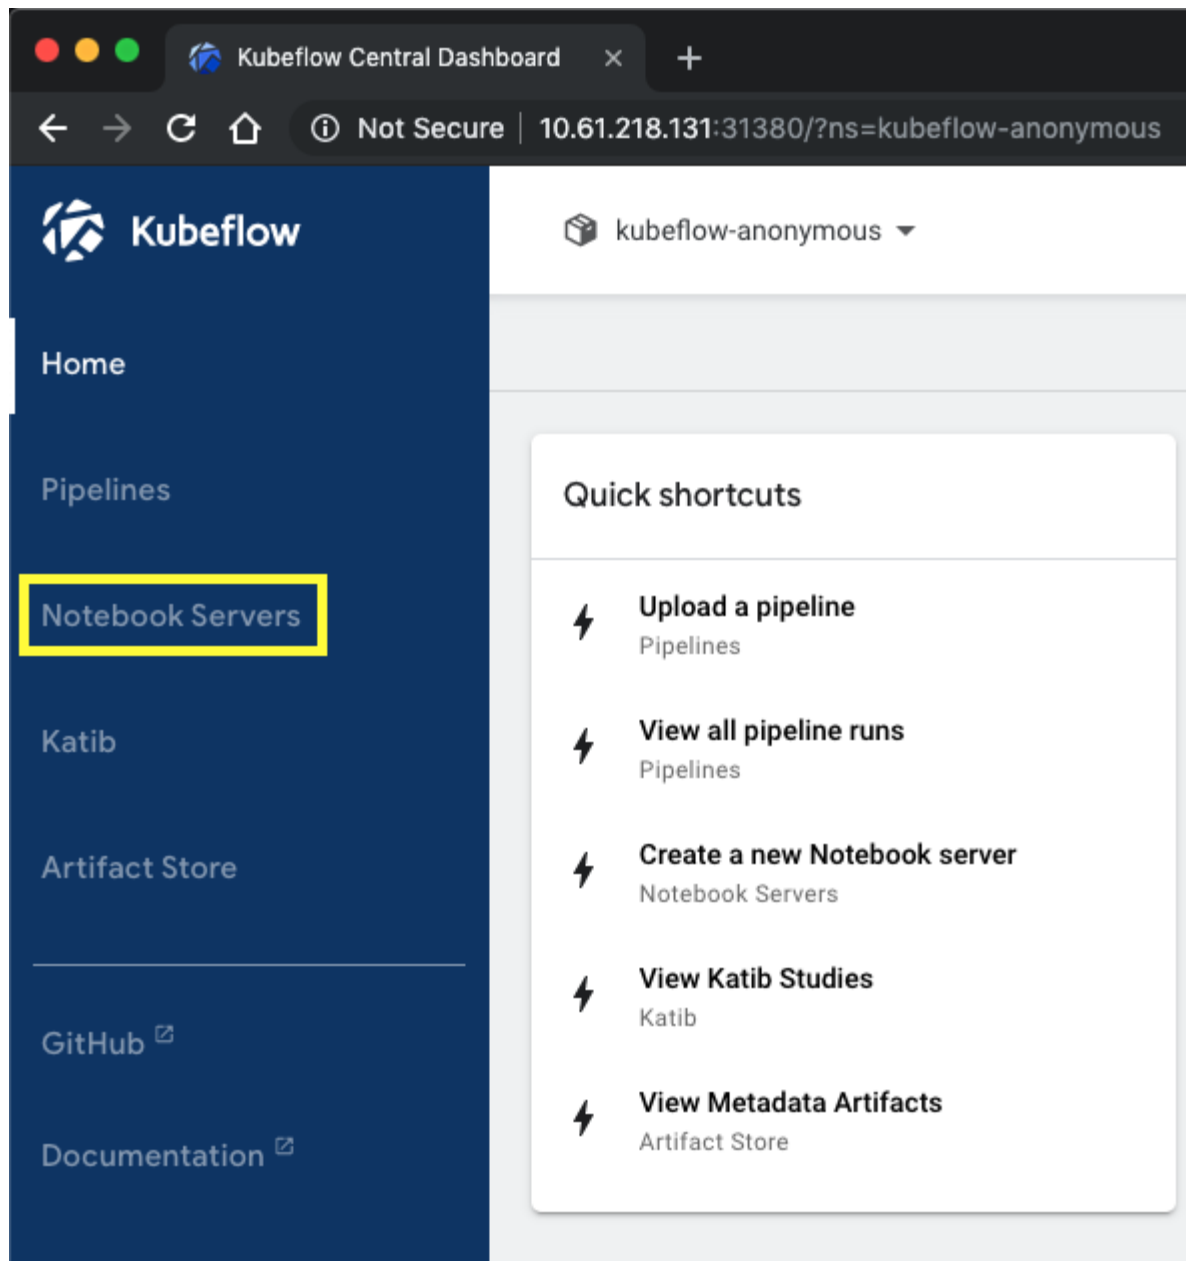 Kubeflow Central Dashboard
Not Secure | 10.61.218.131:31380/?ns=kubeflow-anonymous
Kubeflow
kubeflow-anonymous
Home
Pipelines
Notebook Servers
Katib
Artifact Store
GitHub
Documentation
Quick shortcuts
Upload a pipeline
Pipelines
View all pipeline runs
Pipelines
Create a new Notebook server
Notebook Servers
View Katib Studies
Katib
View Metadata Artifacts
Artifact Store